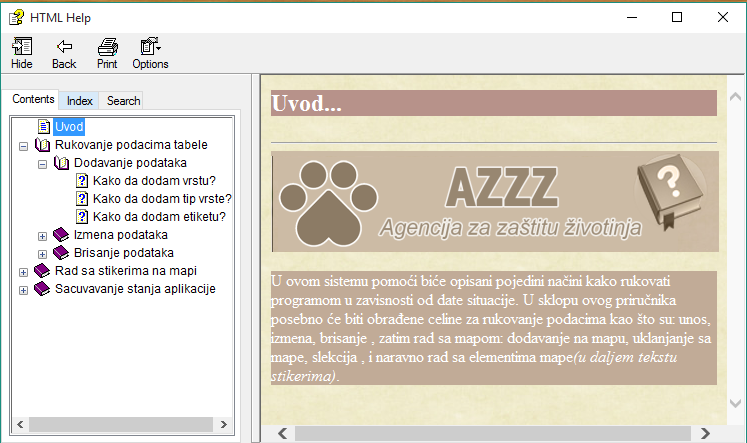 HTML Help
Hide Back Print Options
Contents Index Search
Uvod
Rukovanje podacima tabele
Dodavanje podataka
Kako da dodam vrstu?
Kako da dodam tip vrste?
Kako da dodam etiketu?
Izmena podataka
Brisanje podataka
Rad sa stikerima na mapi
Sacuvavanje stanja aplikacije
Uvod...
AZZZ
Agencija za zaštitu životinja
U ovom sistemu pomoći biće opisani pojedini načini kako rukovati
programom u zavisnosti od date situacije. U sklopu ovog priručnika
posebno će biti obrađene celine za rukovanje podacima kao što su: unos,
izmena, brisanje , zatim rad sa mapom: dodavanje na mapu, uklanjanje sa
mape, slekcija , i naravno rad sa elementima mape(u daljem tekstu
stikerima).